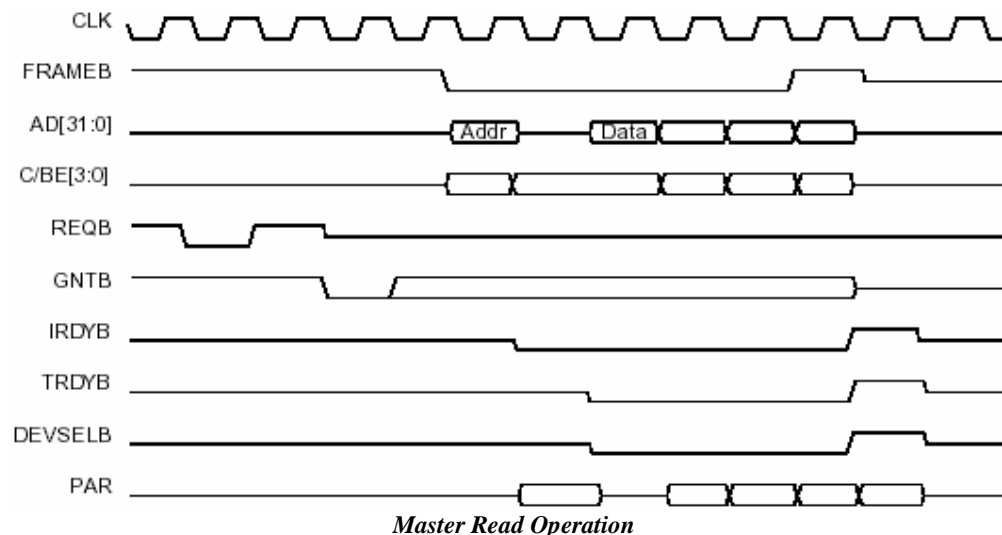 CLK
FRAMEB
AD[31:0]
Addr
Data
C/BE[3:0]
REQB
GNTB
IRDYB
TRDYB
DEVSELB
PAR
Master Read Operation